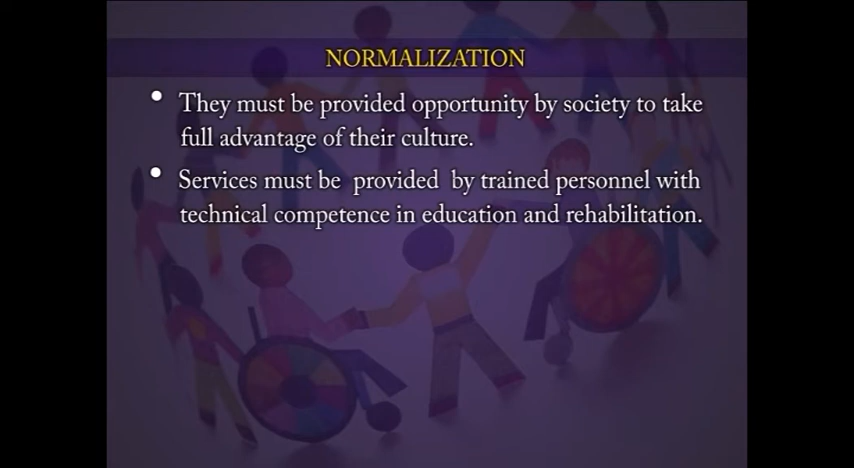 NORMALIZATION
• They must be provided opportunity by society to take
full advantage of their culture.
• Services must be provided by trained personnel with
technical competence in education and rehabilitation.